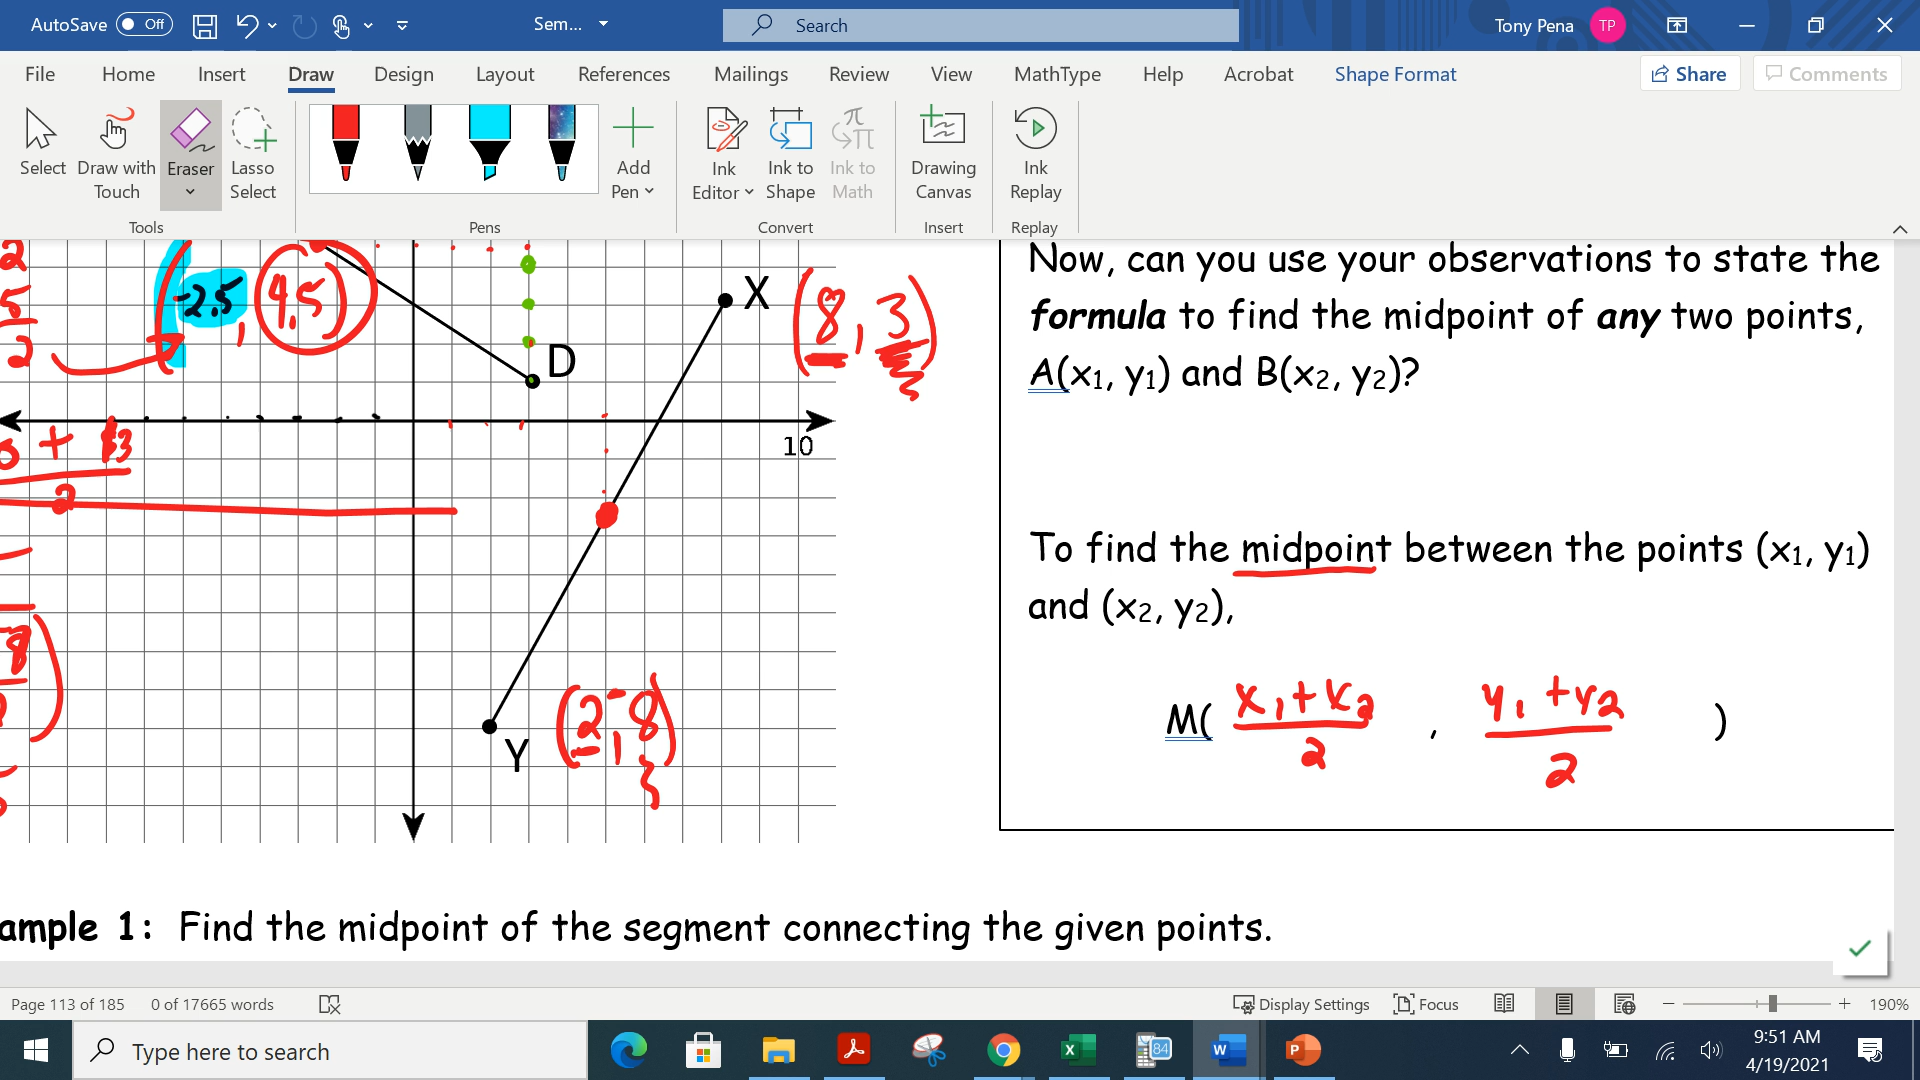 AutoSave Off Sem... Search Tony Pena TP
File Home Insert Draw Design Layout References Mailings Review View MathType Help Acrobat Shape Format Share Comments
Select Draw with Touch Eraser Lasso Select Add Pen Ink Editor Ink to Shape Ink to Math Drawing Canvas Ink Replay
Tools Pens Convert Insert Replay
Now, can you use your observations to state the
formula to find the midpoint of any two points,
A(x1, y1) and B(x2, y2)?
(-2.5, 4.5)
X (8, 3)
D
10
+ 3
2
Y (2, -8)
To find the midpoint between the points (x1, y1)
and (x2, y2),
M( x1 + x2 / 2 , y1 + y2 / 2 )
ample 1: Find the midpoint of the segment connecting the given points.
Page 113 of 185 0 of 17665 words Display Settings Focus 190%
Type here to search 84 9:51 AM
4/19/2021